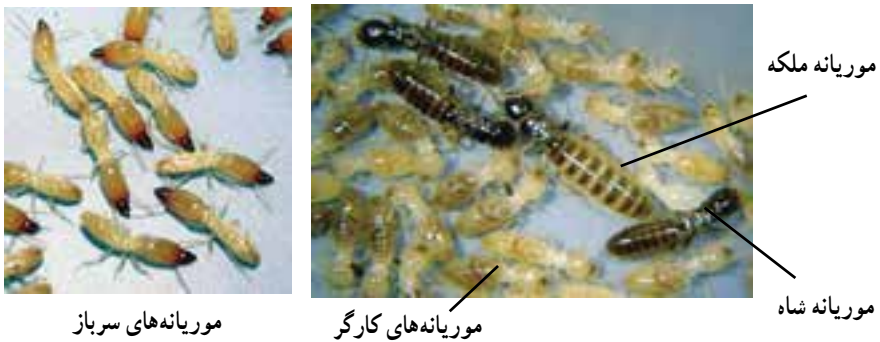 موریانه ملکه
موریانه شاه
موریانه‌های کارگر
موریانه‌های سرباز